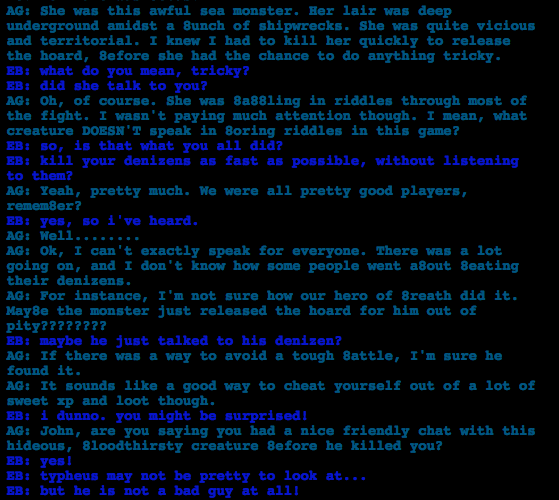 AG: She was this awful sea monster. Her lair was deep
underground amidst a 8unch of shipwrecks. She was quite vicious
and territorial. I knew I had to kill her quickly to release
the hoard, 8efore she had the chance to do anything tricky.
EB: what do you mean, tricky?
EB: did she talk to you?
AG: Oh, of course. She was 8a88ling in riddles through most of
the fight. I wasn't paying much attention though. I mean, what
creature DOESN'T speak in 8oring riddles in this game?
EB: so, is that what you all did?
EB: kill your denizens as fast as possible, without listening
to them?
AG: Yeah, pretty much. We were all pretty good players,
remem8er?
EB: yes, so i've heard.
AG: Well........
AG: Ok, I can't exactly speak for everyone. There was a lot
going on, and I don't know how some people went a8out 8eating
their denizens.
AG: For instance, I'm not sure how our hero of 8reath did it.
May8e the monster just released the hoard for him out of
pity????????
EB: maybe he just talked to his denizen?
AG: If there was a way to avoid a tough 8attle, I'm sure he
found it.
AG: It sounds like a good way to cheat yourself out of a lot of
sweet xp and loot though.
EB: i dunno. you might be surprised!
AG: John, are you saying you had a nice friendly chat with this
hideous, 8loodthirsty creature 8efore he killed you?
EB: yes!
EB: typheus may not be pretty to look at...
EB: but he is not a bad guy at all!